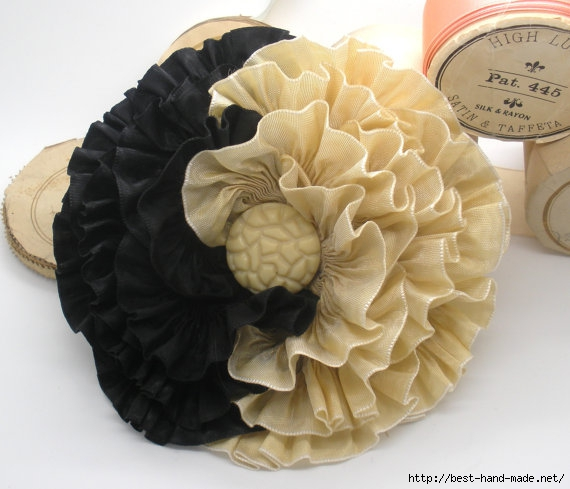 HIGH LU
Pat. 445
SILK & RAYON
SATIN & TAFFETA
http://best-hand-made.net/